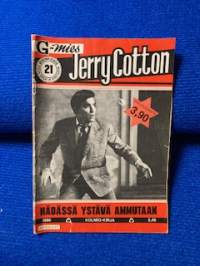 G-mies
21
Jerry Cotton
3,90
HÄDÄSSÄ YSTÄVÄ AMMUTAAN
KOLMIO-KIRJA